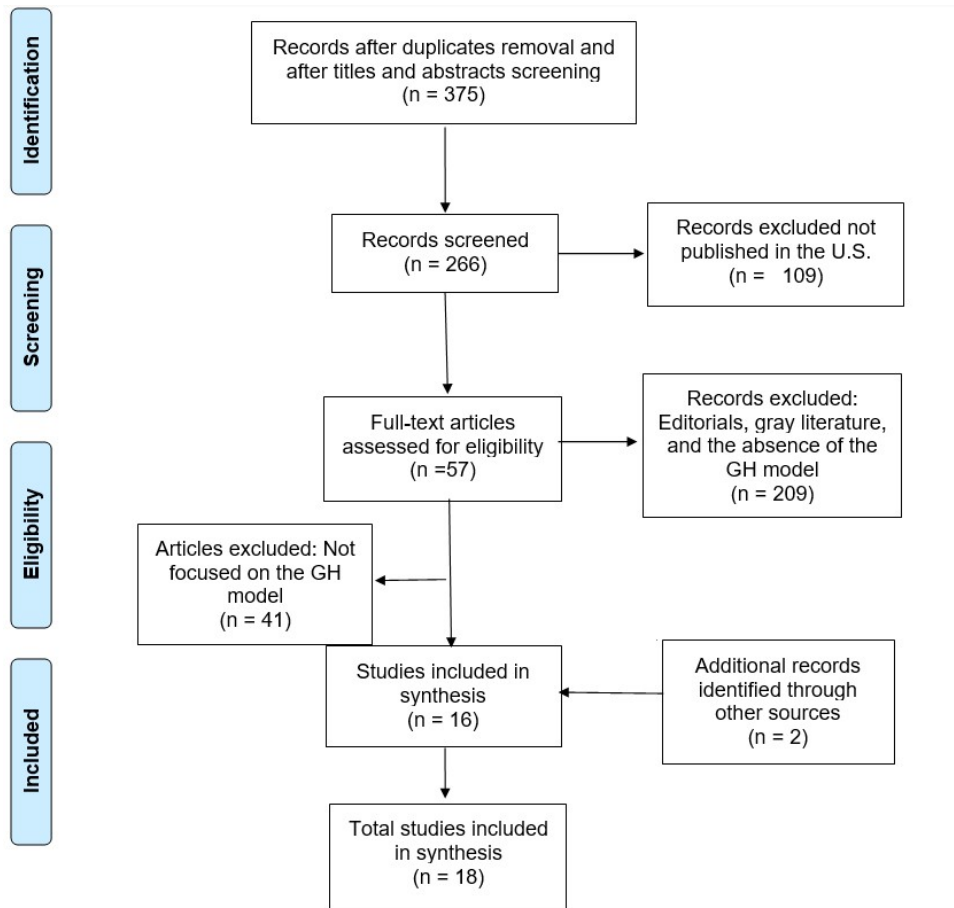 Identification
Records after duplicates removal and
after titles and abstracts screening
(n = 375)
Screening
Records screened
(n = 266)
Records excluded not
published in the U.S.
(n =   109)
Full-text articles
assessed for eligibility
(n =57)
Records excluded:
Editorials, gray literature,
and the absence of the
GH model
(n = 209)
Eligibility
Articles excluded: Not
focused on the GH
model
(n = 41)
Included
Studies included in
synthesis
(n = 16)
Additional records
identified through
other sources
(n = 2)
Total studies included
in synthesis
(n = 18)